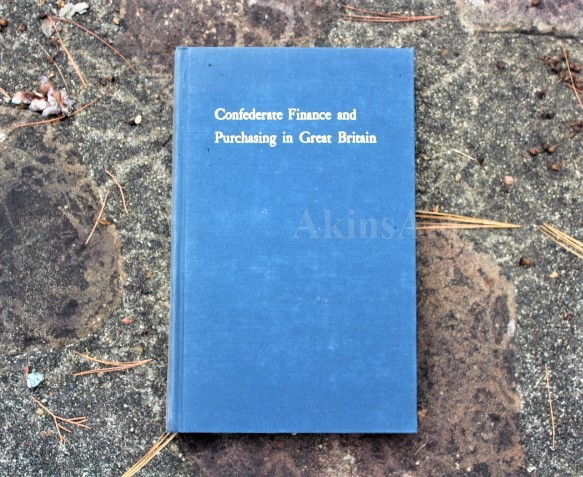 Confederate Finance and
Purchasing in Great Britain